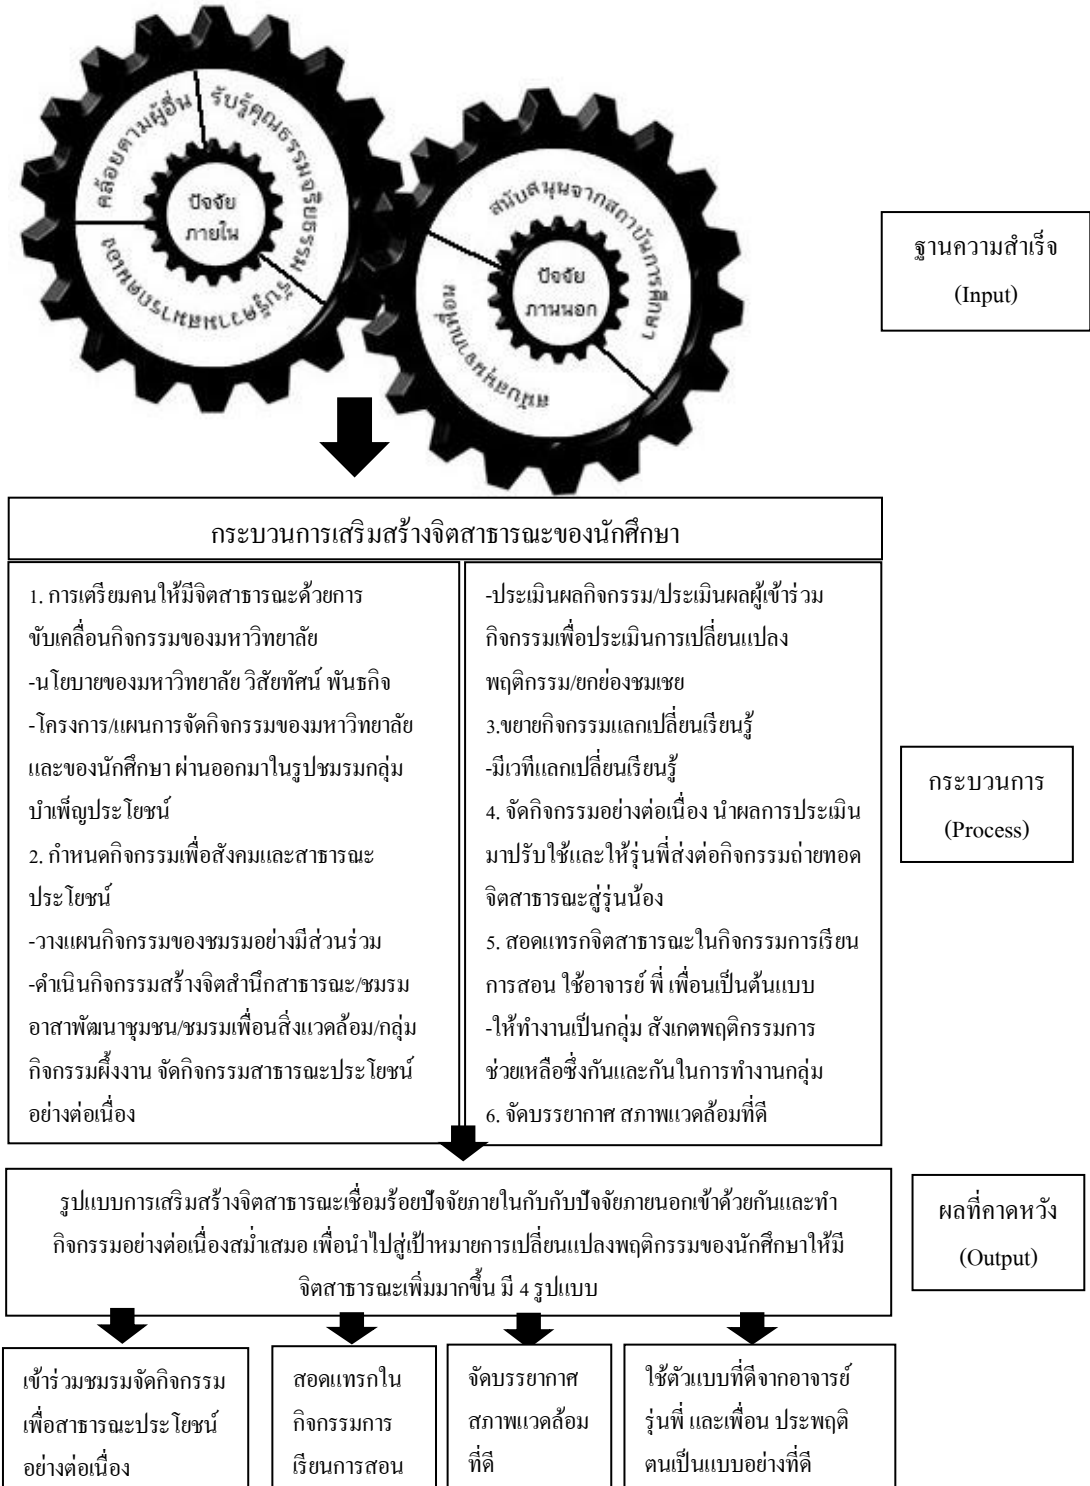 คล้อยตามผู้อื่น
รับรู้คุณธรรมจริยธรรม
รับรู้ความสามารถตนเอง
ปัจจัย
ภายใน
สนับสนุนจากสถาบันการศึกษา
ปัจจัย
ภานนอก
ฐานความสำเร็จ
(Input)
กระบวนการเสริมสร้างจิตสาธารณะของนักศึกษา
1. การเตรียมคนให้มีจิตสาธารณะด้วยการ
ขับเคลื่อนกิจกรรมของมหาวิทยาลัย
-นโยบายของมหาวิทยาลัย วิสัยทัศน์ พันธกิจ
-โครงการ/แผนการจัดกิจกรรมของมหาวิทยาลัย
และของนักศึกษา ผ่านออกมาในรูปชมรมกลุ่ม
บำเพ็ญประโยชน์
2. กำหนดกิจกรรมเพื่อสังคมและสาธารณะ
ประโยชน์
-วางแผนกิจกรรมของชมรมอย่างมีส่วนร่วม
-ดำเนินกิจกรรมสร้างจิตสำนึกสาธารณะ/ชมรม
อาสาพัฒนาชุมชน/ชมรมเพื่อนสิ่งแวดล้อม/กลุ่ม
กิจกรรมผึ้งงาน จัดกิจกรรมสาธารณะประโยชน์
อย่างต่อเนื่อง
-ประเมินผลกิจกรรม/ประเมินผลผู้เข้าร่วม
กิจกรรมเพื่อประเมินการเปลี่ยนแปลง
พฤติกรรม/ยกย่องชมเชย
3.ขยายกิจกรรมแลกเปลี่ยนเรียนรู้
-มีเวทีแลกเปลี่ยนเรียนรู้
4. จัดกิจกรรมอย่างต่อเนื่อง นำผลการประเมิน
มาปรับใช้และให้รุ่นพี่ส่งต่อกิจกรรมถ่ายทอด
จิตสาธารณะสู่รุ่นน้อง
5. สอดแทรกจิตสาธารณะในกิจกรรมการเรียน
การสอน ใช้อาจารย์ พี่ เพื่อนเป็นต้นแบบ
-ให้ทำงานเป็นกลุ่ม สังเกตพฤติกรรมการ
ช่วยเหลือซึ่งกันและกันในการทำงานกลุ่ม
6. จัดบรรยากาศ สภาพแวดล้อมที่ดี
กระบวนการ
(Process)
รูปแบบการเสริมสร้างจิตสาธารณะเชื่อมร้อยปัจจัยภายในกับกับปัจจัยภายนอกเข้าด้วยกันและทำ
กิจกรรมอย่างต่อเนื่องสม่ำเสมอ เพื่อนำไปสู่เป้าหมายการเปลี่ยนแปลงพฤติกรรมของนักศึกษาให้มี
จิตสาธารณะเพิ่มมากขึ้น มี 4 รูปแบบ
ผลที่คาดหวัง
(Output)
เข้าร่วมชมรมจัดกิจกรรม
เพื่อสาธารณะประโยชน์
อย่างต่อเนื่อง
สอดแทรกใน
กิจกรรมการ
เรียนการสอน
จัดบรรยากาศ
สภาพแวดล้อม
ที่ดี
ใช้ตัวแบบที่ดีจากอาจารย์
รุ่นพี่ และเพื่อน ประพฤติ
ตนเป็นแบบอย่างที่ดี